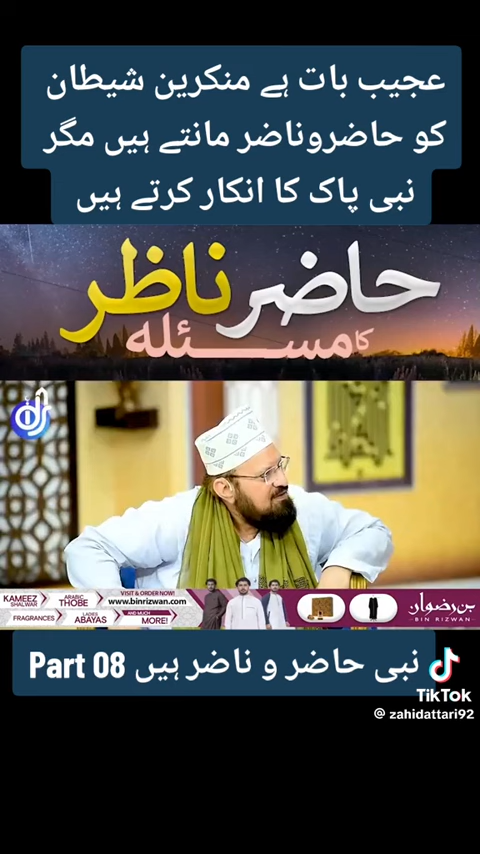 عجیب بات ہے منکرین شیطان
کو حاضروناضر مانتے ہیں مگر
نبی پاک کا انکار کرتے ہیں
حاضر ناظر
کا مسئلہ
KAMEEZ
SHALWAR
ARABIC
THOBE
VISIT & ORDER NOW!
www.binrizwan.com
FRAGRANCES
LADIES
ABAYAS
AND MUCH
MORE!
بن رضوان
BIN RIZWAN
نبی حاضر و ناضر ہیں Part 08
TikTok
@ zahidattari92